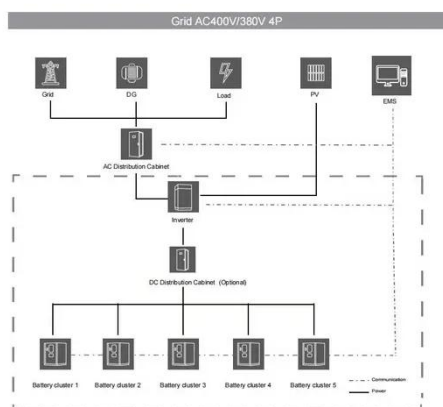 Grid AC400V/380V 4P
Grid
DG
Load
PV
EMS
AC Distribution Cabinet
Inverter
DC Distribution Cabinet (Optional)
Battery cluster 1
Battery cluster 2
Battery cluster 3
Battery cluster 4
Battery cluster 5
Communication
Power